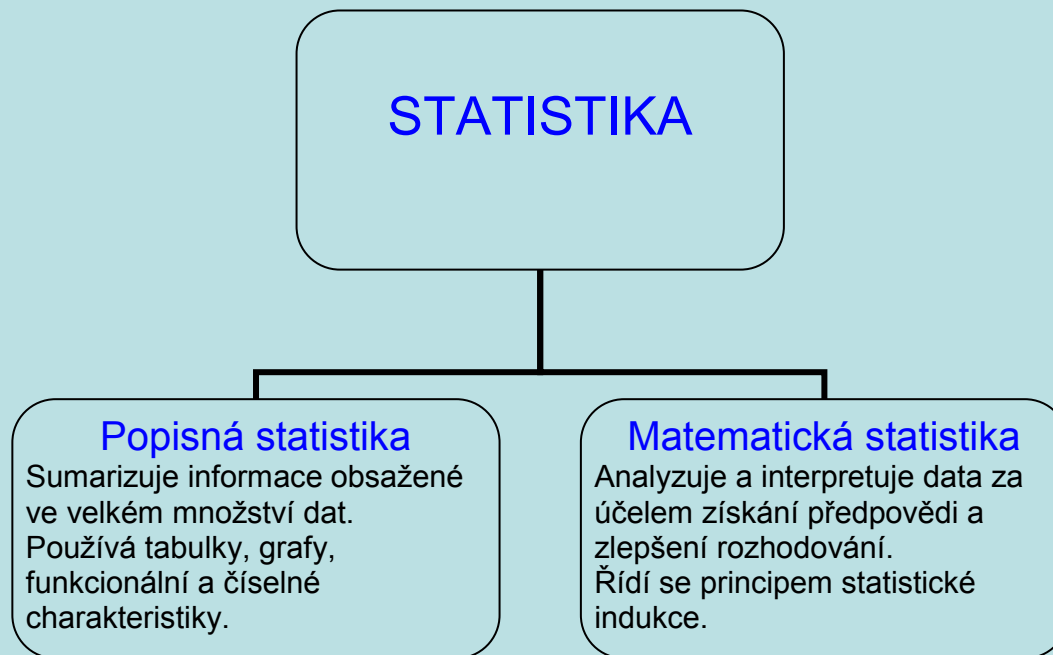 STATISTIKA
Popisná statistika
Sumarizuje informace obsažené
ve velkém množství dat.
Používá tabulky, grafy,
funkcionální a číselné
charakteristiky.
Matematická statistika
Analyzuje a interpretuje data za
účelem získání předpovědi a
zlepšení rozhodování.
Řídí se principem statistické
indukce.